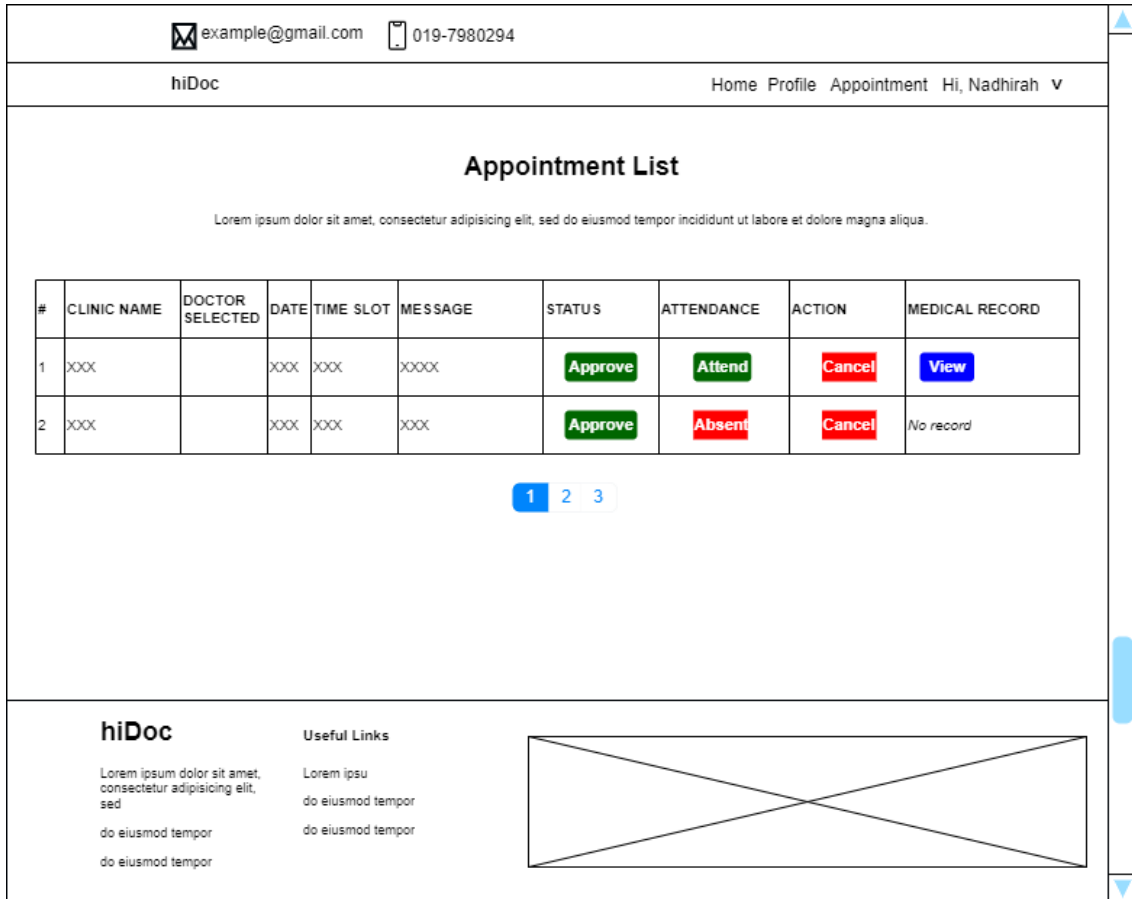 example@gmail.com 019-7980294
hiDoc Home Profile Appointment Hi, Nadhirah v
Appointment List
Lorem ipsum dolor sit amet, consectetur adipisicing elit, sed do eiusmod tempor incididunt ut labore et dolore magna aliqua.
# CLINIC NAME DOCTOR SELECTED DATE TIME SLOT MESSAGE STATUS ATTENDANCE ACTION MEDICAL RECORD
1 XXX XXX XXX XXXX Approve Attend Cancel View
2 XXX XXX XXX XXX Approve Absent Cancel No record
1 2 3
hiDoc
Lorem ipsum dolor sit amet,
consectetur adipisicing elit,
sed
do eiusmod tempor
do eiusmod tempor
Useful Links
Lorem ipsu
do eiusmod tempor
do eiusmod tempor